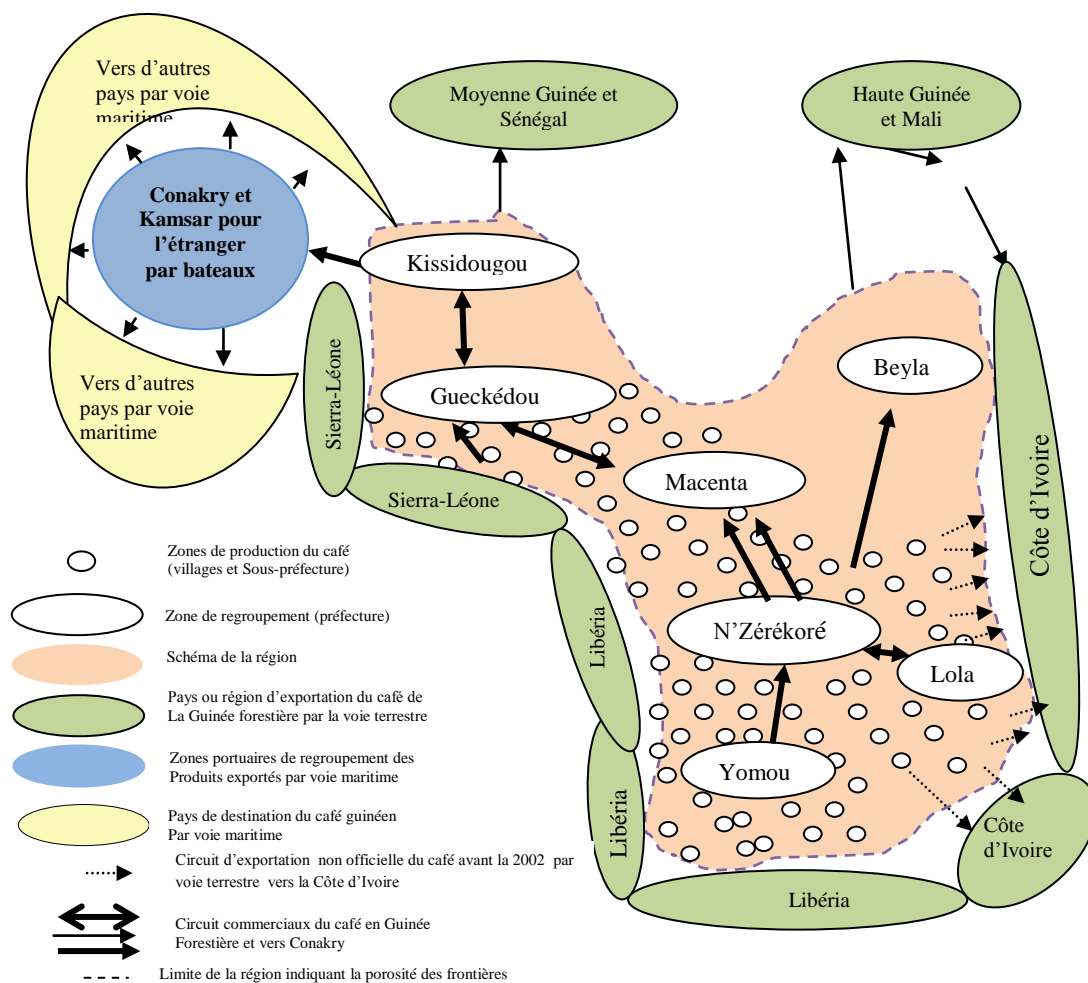 Vers d'autres
pays par voie
maritime
Moyenne Guinée et
Sénégal
Haute Guinée
et Mali
Conakry et
Kamsar pour
l'étranger
par bateaux
Kissidougou
Beyla
Vers d'autres
pays par voie
maritime
Sierra-Léone
Gueckédou
Macenta
Sierra-Léone
Côte d'Ivoire
Zones de production du café
(villages et Sous-préfecture)
Zone de regroupement (préfecture)
N'Zérékoré
Libéria
Schéma de la région
Lola
Pays ou région d'exportation du café de
La Guinée forestière par la voie terrestre
Zones portuaires de regroupement des
Produits exportés par voie maritime
Yomou
Libéria
Pays de destination du café guinéen
Par voie maritime
Côte
d'Ivoire
Circuit d'exportation non officielle du café avant la 2002 par
voie terrestre vers la Côte d'Ivoire
Libéria
Circuit commerciaux du café en Guinée
Forestière et vers Conakry
Limite de la région indiquant la porosité des frontières